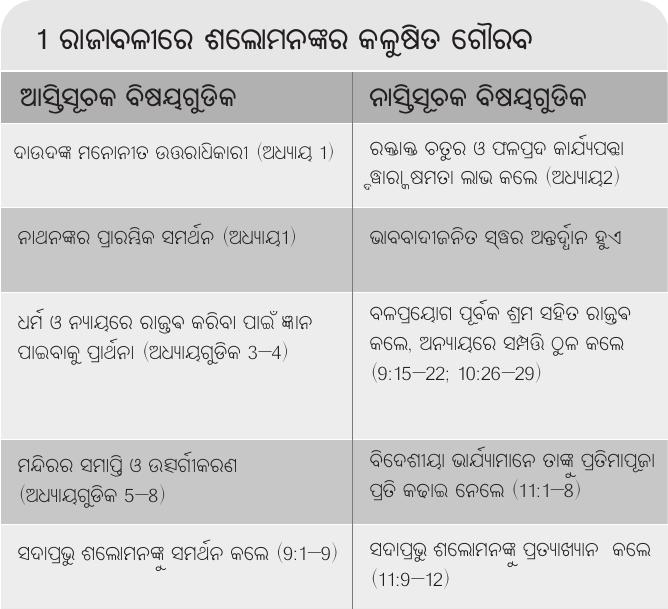 1 ରାଜାବଳୀରେ ଶଲୋମନଙ୍କର କଳୁଷିତ ଗୌରବ
ଆସ୍ତିସୂଚକ ବିଷୟଗୁଡିକ
ନାସ୍ତିସୂଚକ ବିଷୟଗୁଡିକ
ଦାଉଦଙ୍କ ମନୋନୀତ ଉତ୍ତରାଧିକାରୀ (ଅଧ୍ୟାୟ 1)
ରକ୍ତାକ୍ତ ଚତୁର ଓ ଫଳପ୍ରଦ କାର୍ଯ୍ୟପନ୍ଥା
କ୍ଷମତା ଲାଭ କଲେ (ଅଧ୍ୟାୟ2)
ନାଥନଙ୍କର ପ୍ରାରମ୍ଭିକ ସମର୍ଥନ (ଅଧ୍ୟାୟ1)
ଭାବବାଦୀଜନିତ ସ୍ୱର ଅନ୍ତର୍ଦ୍ଧାନ ହୁଏ
ଧର୍ମ ଓ ନ୍ୟାୟରେ ରାଜତ୍ଵ କରିବା ପାଇଁ ଜ୍ଞାନ
ପାଇବାକୁ ପ୍ରାର୍ଥନା (ଅଧ୍ୟାୟଗୁଡିକ 3–4)
ବଳପ୍ରୟୋଗ ପୂର୍ବକ ଶ୍ରମ ସହିତ ରାଜତ୍ଵ
କଲେ, ଅନ୍ୟାୟରେ ସମ୍ପତ୍ତି ଠୁଳ କଲେ
(9:15–22; 10:26–29)
ମନ୍ଦିରର ସମାପ୍ତି ଓ ଉତ୍ସର୍ଗୀକରଣ
(ଅଧ୍ୟାୟଗୁଡିକ 5–8)
ବିଦେଶୀୟା ଭାର୍ଯ୍ୟାମାନେ ତାଙ୍କୁ ପ୍ରତିମାପୂଜା
ପ୍ରତି କଢ଼ାଇ ନେଲେ (11:1–8)
ସଦାପ୍ରଭୁ ଶଲୋମନଙ୍କୁ ସମର୍ଥନ କଲେ (9:1–9)
ସଦାପ୍ରଭୁ ଶଲୋମନଙ୍କୁ ପ୍ରତ୍ୟାଖ୍ୟାନ କଲେ
(11:9–12)